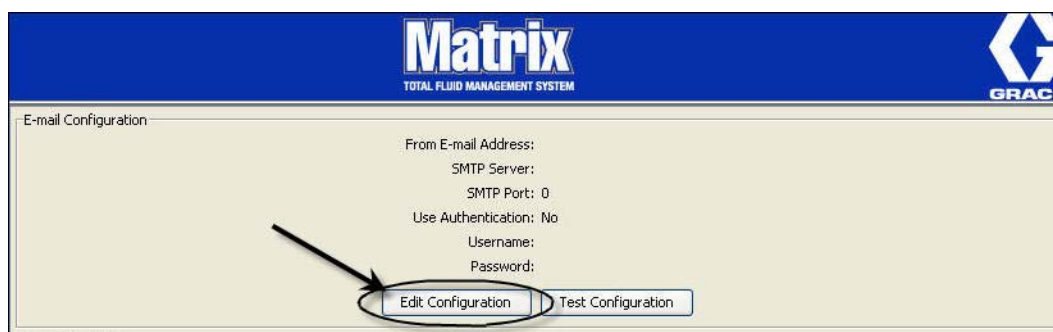 Matrix
TOTAL FLUID MANAGEMENT SYSTEM
GRAC
E-mail Configuration
From E-mail Address:
SMTP Server:
SMTP Port: 0
Use Authentication: No
Username:
Password:
Edit Configuration
Test Configuration